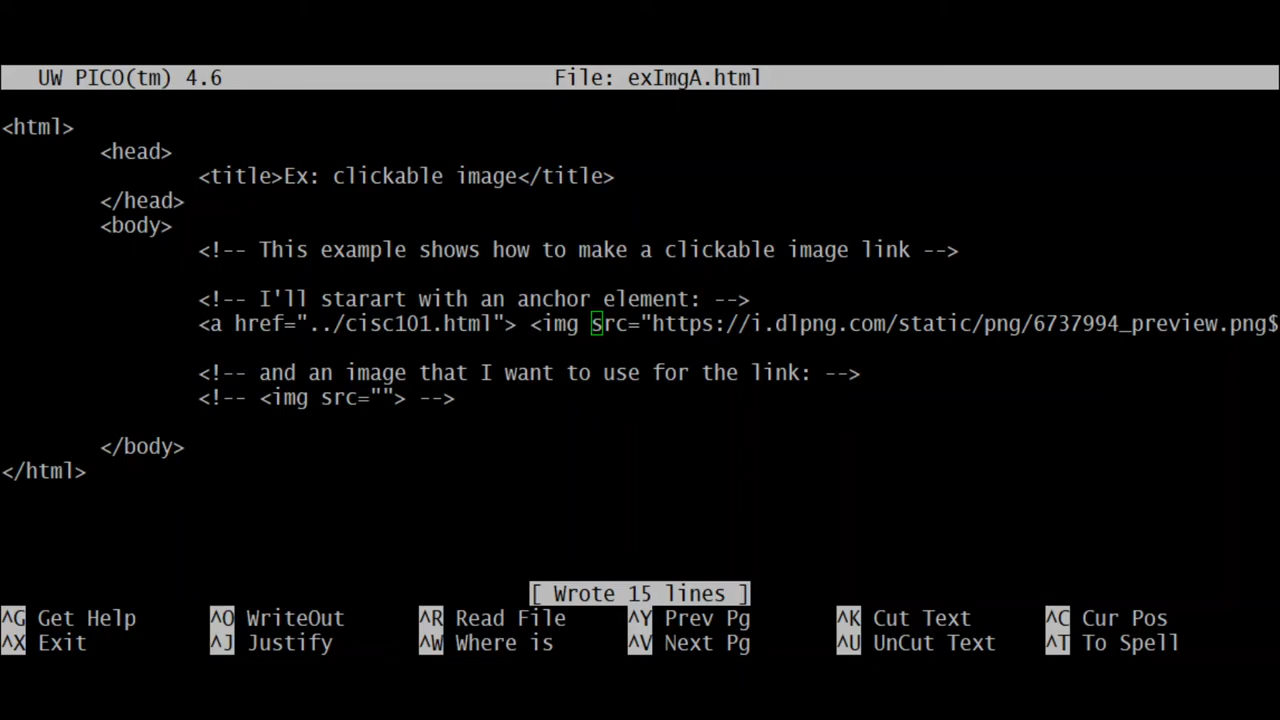 UW PICO(tm) 4.6 File: exImgA.html
<html>
<head>
<title>Ex: clickable image</title>
</head>
<body>
<!-- This example shows how to make a clickable image link -->
<!-- I'll starart with an anchor element: -->
<a href="../cisc101.html"> <img src="https://i.dlpng.com/static/png/6737994_preview.png$
<!-- and an image that I want to use for the link: -->
<!-- <img src=""> -->
</body>
</html>
[ Wrote 15 lines ]
^G Get Help ^O WriteOut ^R Read File ^Y Prev Pg ^K Cut Text ^C Cur Pos
^X Exit ^J Justify ^W Where is ^V Next Pg ^U UnCut Text ^T To Spell